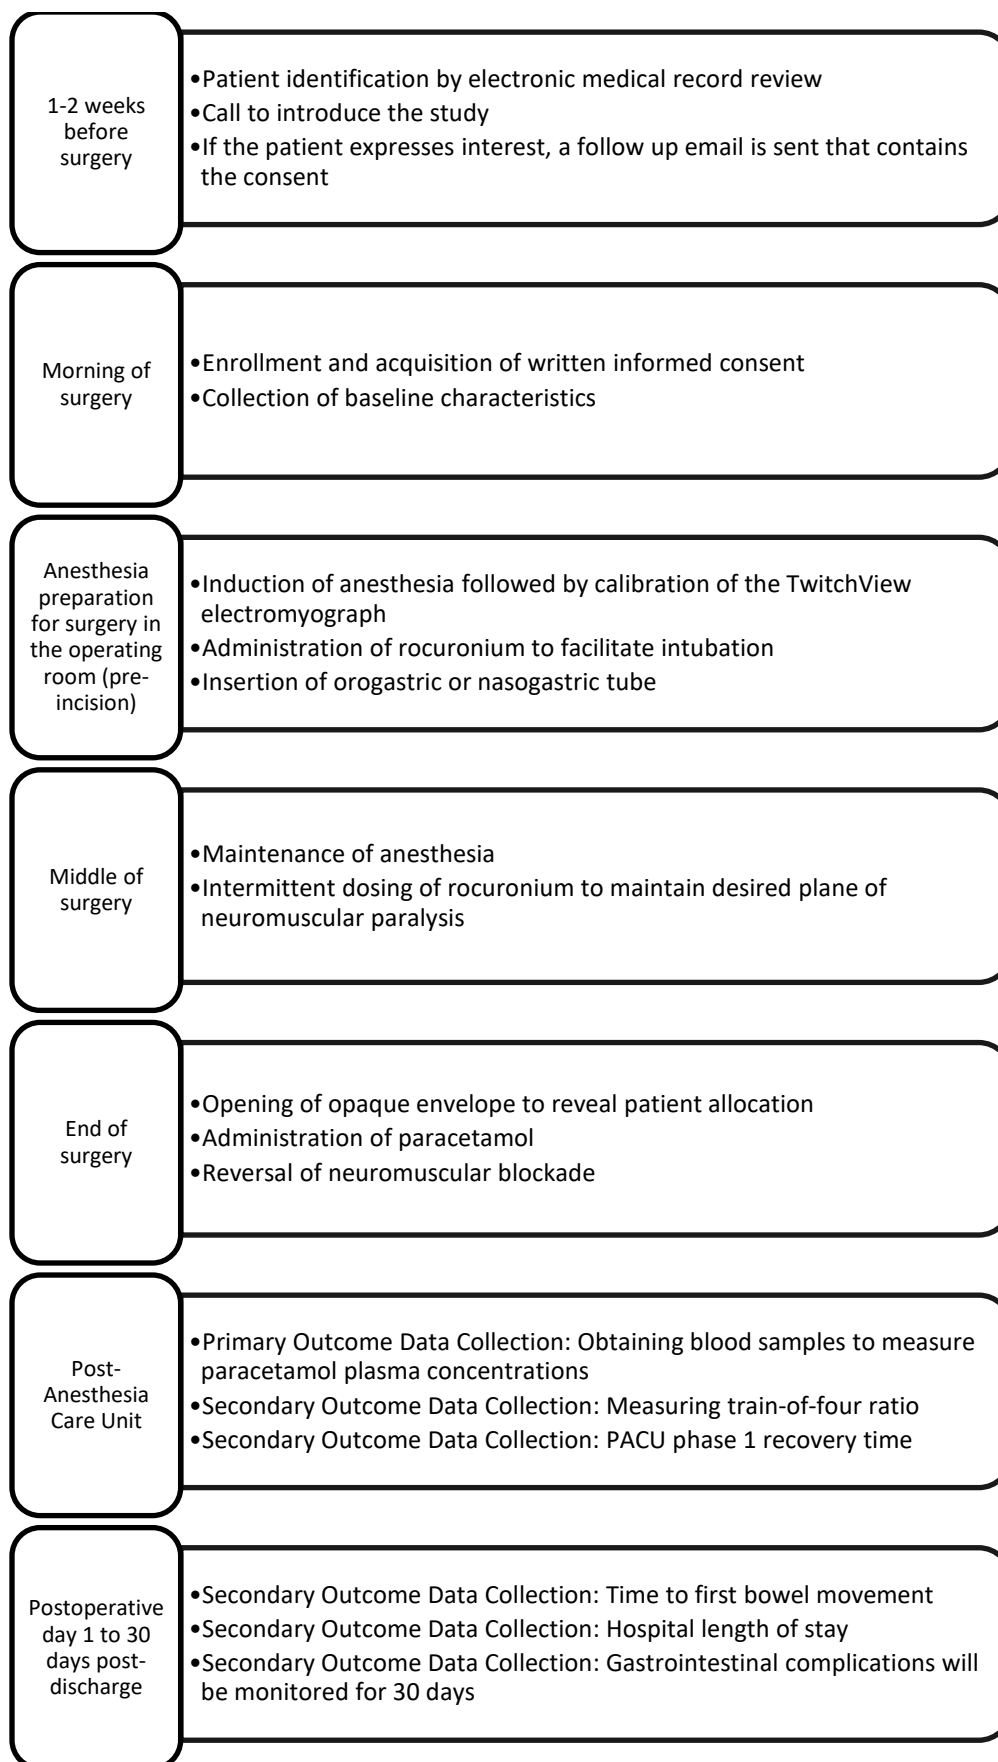 1-2 weeks
before
surgery
•Patient identification by electronic medical record review
•Call to introduce the study
•If the patient expresses interest, a follow up email is sent that contains
the consent
Morning of
surgery
•Enrollment and acquisition of written informed consent
•Collection of baseline characteristics
Anesthesia
preparation
for surgery in
the operating
room (pre-
incision)
•Induction of anesthesia followed by calibration of the TwitchView
electromyograph
•Administration of rocuronium to facilitate intubation
•Insertion of orogastric or nasogastric tube
Middle of
surgery
•Maintenance of anesthesia
•Intermittent dosing of rocuronium to maintain desired plane of
neuromuscular paralysis
End of
surgery
•Opening of opaque envelope to reveal patient allocation
•Administration of paracetamol
•Reversal of neuromuscular blockade
Post-
Anesthesia
Care Unit
•Primary Outcome Data Collection: Obtaining blood samples to measure
paracetamol plasma concentrations
•Secondary Outcome Data Collection: Measuring train-of-four ratio
•Secondary Outcome Data Collection: PACU phase 1 recovery time
Postoperative
day 1 to 30
days post-
discharge
•Secondary Outcome Data Collection: Time to first bowel movement
•Secondary Outcome Data Collection: Hospital length of stay
•Secondary Outcome Data Collection: Gastrointestinal complications will
be monitored for 30 days